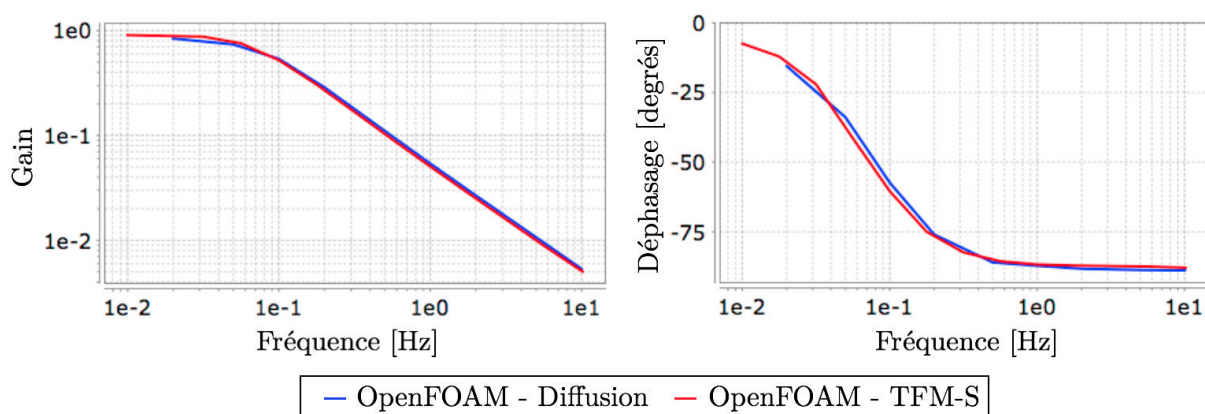 1e0
1e-1
1e-2
Gain
1e-2
1e-1
1e0
1e1
Fréquence [Hz]
0
-25
-50
-75
Déphasage [degrés]
1e-2
1e-1
1e0
1e1
Fréquence [Hz]
OpenFOAM - Diffusion
OpenFOAM - TFM-S